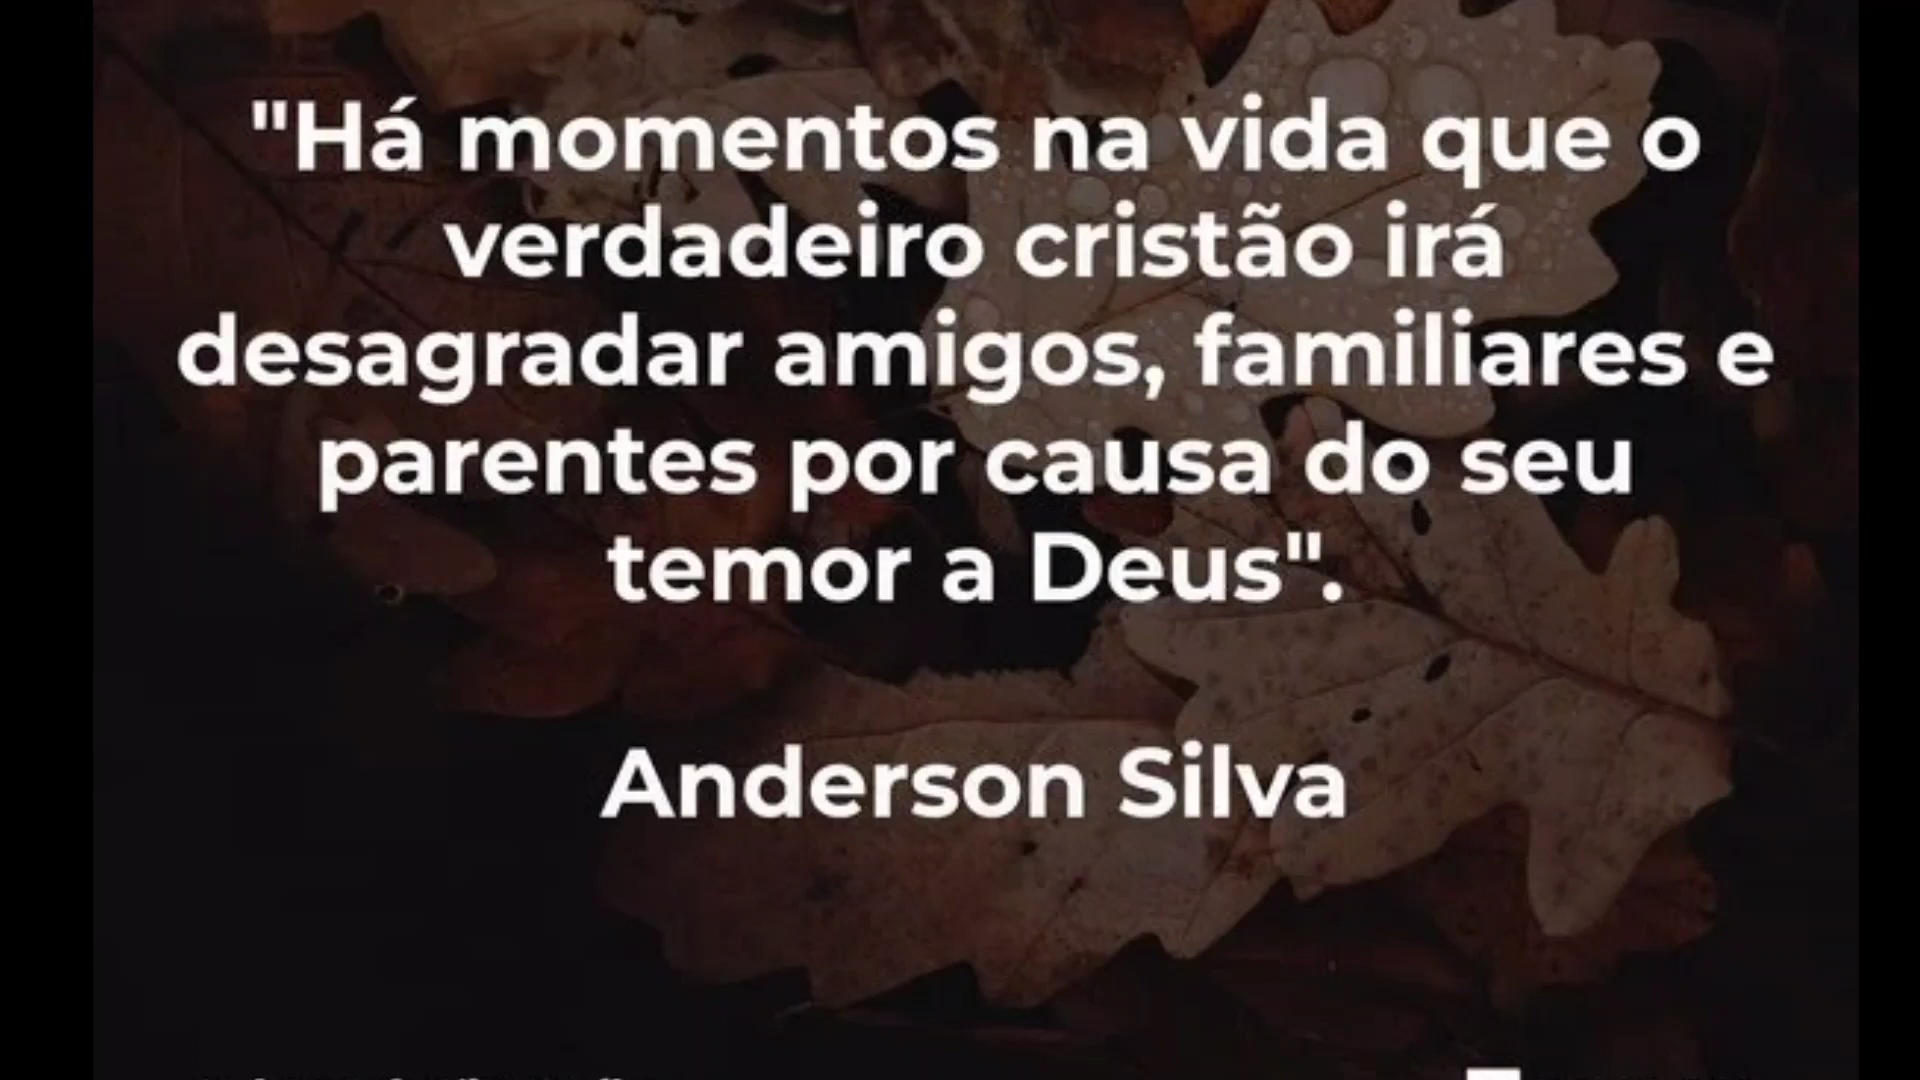 "Há momentos na vida que o
verdadeiro cristão irá
desagradar amigos, familiares e
parentes por causa do seu
temor a Deus".
Anderson Silva